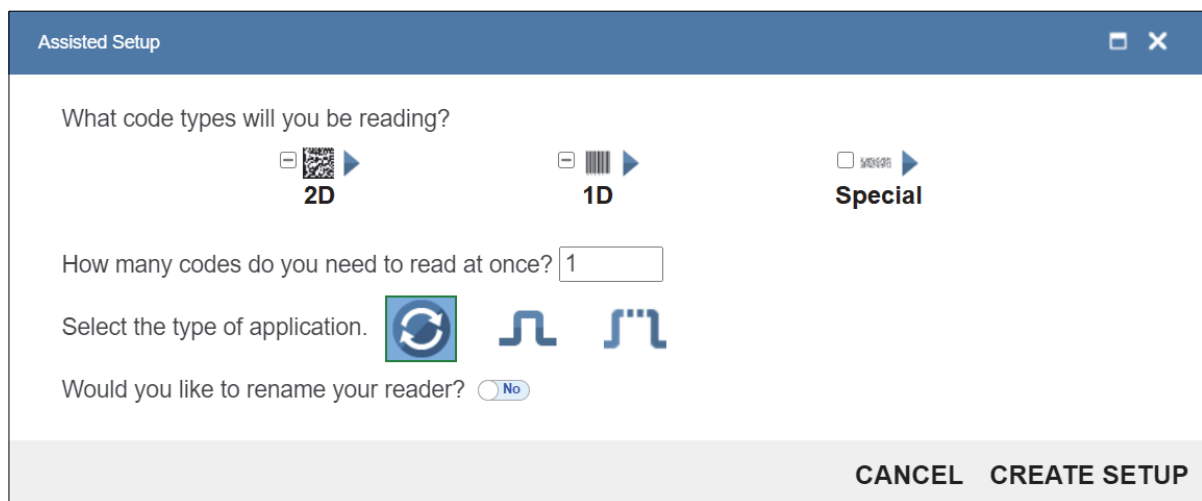 Assisted Setup
What code types will you be reading?
2D
1D
Special
How many codes do you need to read at once? 1
Select the type of application.
Would you like to rename your reader? No
CANCEL CREATE SETUP